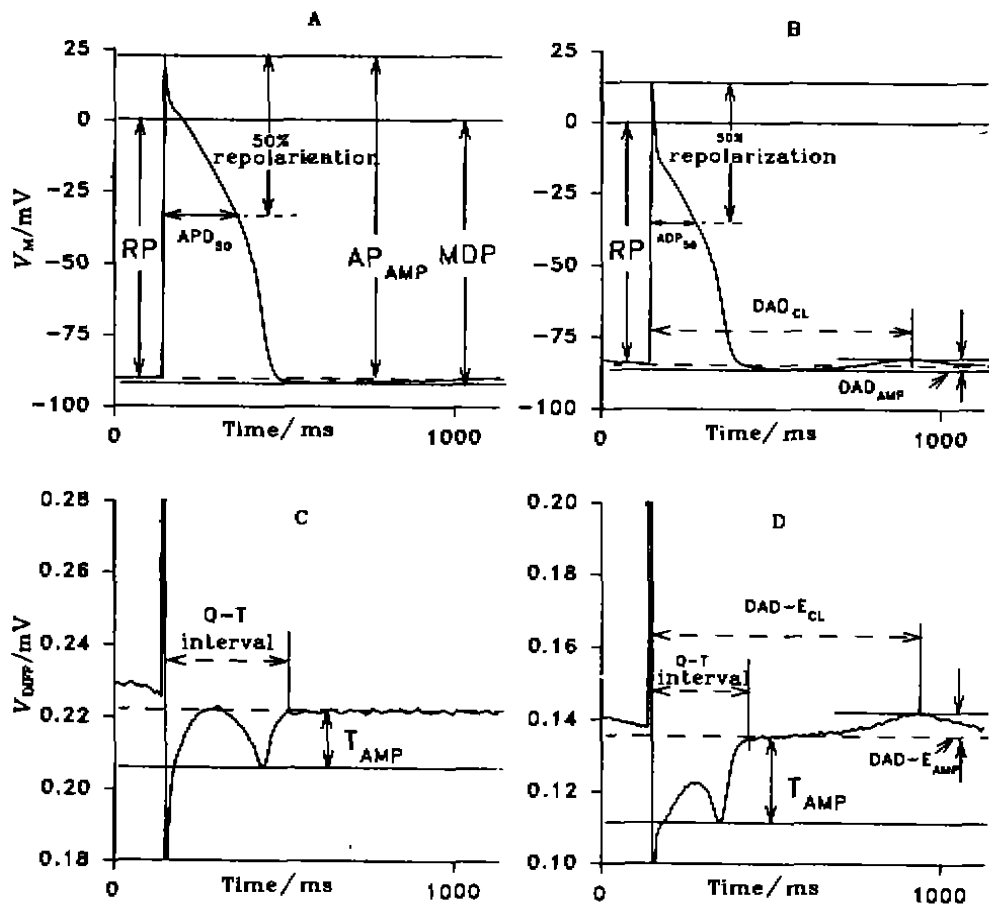 A
25
0
-25
-50
-75
-100
V_M/mV
RP
50%
repolarization
APD_50
AP_AMP
MDP
0
Time/ms
1000
B
25
0
-25
-50
-75
-100
RP
50%
repolarization
ADP_50
DAD_CL
DAD_AMP
0
Time/ms
1000
C
0.28
0.26
0.24
0.22
0.20
0.18
V_DIFF/mV
Q-T
interval
T_AMP
0
Time/ms
1000
D
0.20
0.18
0.16
0.14
0.12
0.10
DAD-E_CL
Q-T
interval
DAD-E_AMP
T_AMP
0
Time/ms
1000